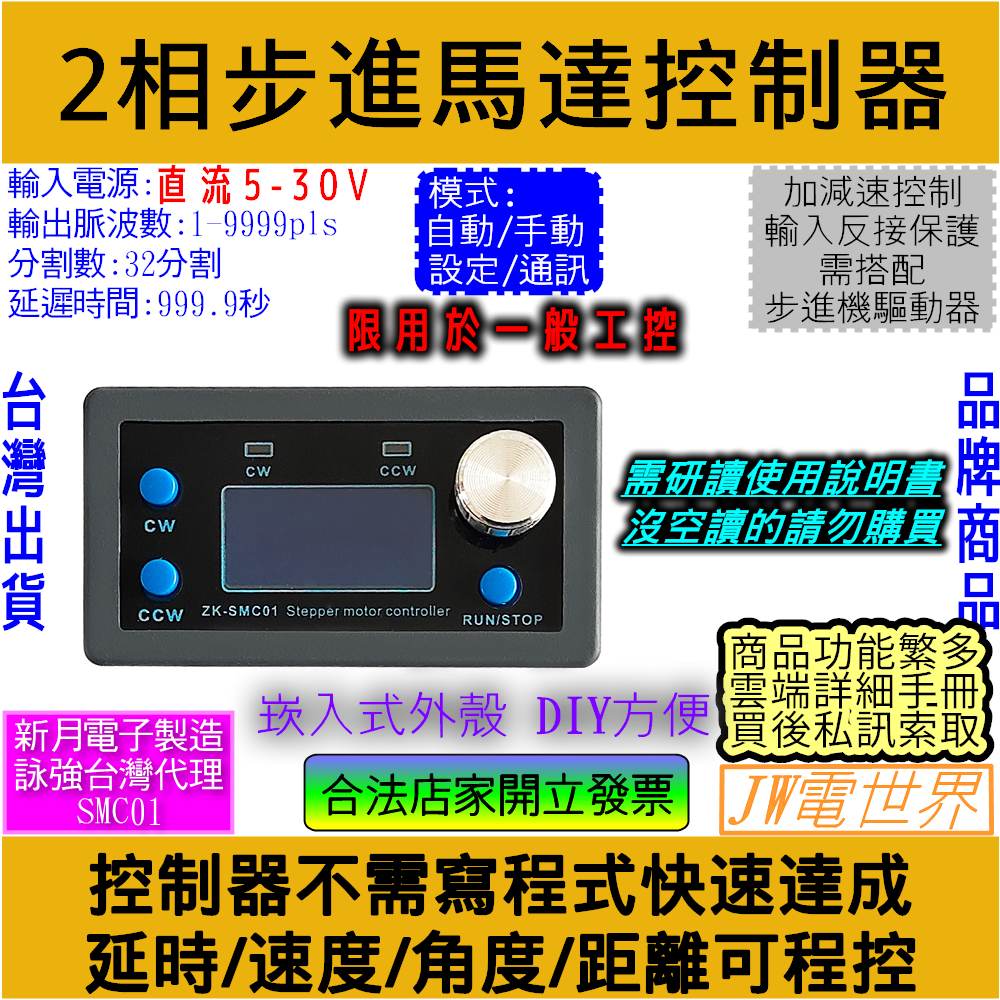 2相步進馬達控制器
輸入電源:直流5-30V
輸出脈波數:1-9999pls
分割數:32分割
延遲時間:999.9秒
模式:
自動/手動
設定/通訊
加減速控制
輸入反接保護
需搭配
步進機驅動器
限用於一般工控
台灣出貨
品牌商品
CW
CCW
CW
CCW
ZK-SMC01 Stepper motor controller
RUN/STOP
需研讀使用說明書
沒空讀的請勿購買
商品功能繁多
雲端詳細手冊
買後私訊索取
崁入式外殼 DIY方便
新月電子製造
詠強台灣代理
SMC01
合法店家開立發票
JW電世界
控制器不需寫程式快速達成
延時/速度/角度/距離可程控